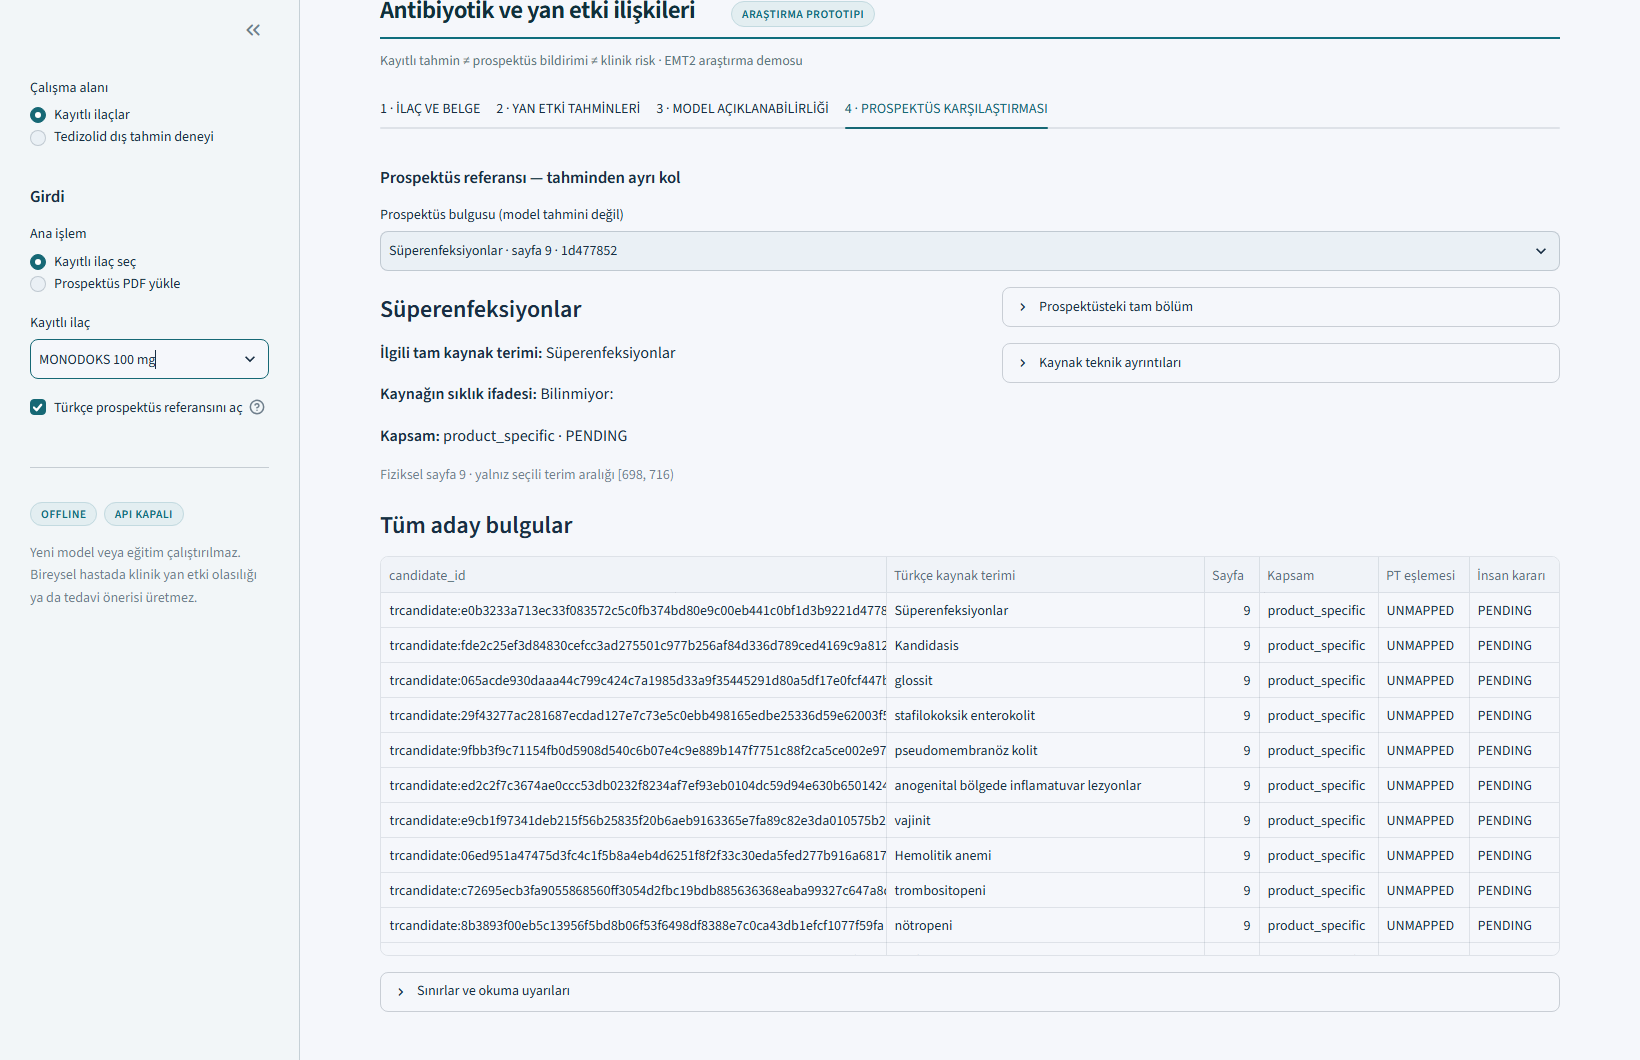 Çalışma alanı
Kayıtlı ilaçlar
Tedizolid dış tahmin deneyi
Girdi
Ana işlem
Kayıtlı ilaç seç
Prospektüs PDF yükle
Kayıtlı ilaç
MONODOKS 100 mg
Türkçe prospektüs referansını aç
OFFLINE
API KAPALI
Yeni model veya eğitim çalıştırılmaz.
Bireysel hastada klinik yan etki olasılığı
ya da tedavi önerisi üretmez.
Antibiyotik ve yan etki ilişkileri
ARAŞTIRMA PROTOTIPI
Kayıtlı tahmin ≠ prospektüs bildirimi ≠ klinik risk · EMT2 araştırma demosu
1 · İLAÇ VE BELGE
2 · YAN ETKİ TAHMİNLERİ
3 · MODEL AÇIKLANABİLİRLİĞİ
4 · PROSPEKTÜS KARŞILAŞTIRMASI
Prospektüs referansı — tahminden ayrı kol
Prospektüs bulgusu (model tahmini değil)
Süperenfeksiyonlar · sayfa 9 · 1d477852
Süperenfeksiyonlar
İlgili tam kaynak terimi: Süperenfeksiyonlar
Kaynağın sıklık ifadesi: Bilinmiyor:
Kapsam: product_specific · PENDING
Fiziksel sayfa 9 · yalnız seçili terim aralığı [698, 716)
Prospektüsteki tam bölüm
Kaynak teknik ayrıntıları
Tüm aday bulgular
candidate_id Türkçe kaynak terimi Sayfa Kapsam PT eşlemesi İnsan kararı
trcandidate:e0b3233a713ec33f083572c5c0fb374bd80e9c00eb441c0bf1d3b9221d4778 Süperenfeksiyonlar 9 product_specific UNMAPPED PENDING
trcandidate:fde2c25ef3d84830cefcc3ad275501c977b256af84d336d789ced4169c9a812 Kandidasis 9 product_specific UNMAPPED PENDING
trcandidate:065acde930daaa44c799c424c7a1985d33a9f35445291d80a5df17e0fcf447b glossit 9 product_specific UNMAPPED PENDING
trcandidate:29f43277ac281687ecdad127e7c73e5c0ebb498165edbe25336d59e62003f5 stafilokoksik enterokolit 9 product_specific UNMAPPED PENDING
trcandidate:9fbb3f9c71154fb0d5908d540c6b07e4c9e889b147f7751c88f2ca5ce002e97 pseudomembranöz kolit 9 product_specific UNMAPPED PENDING
trcandidate:ed2c2f7c3674ae0ccc53db0232f8234af7ef93eb0104dc59d94e630b6501424 anogenital bölgede inflamatuvar lezyonlar 9 product_specific UNMAPPED PENDING
trcandidate:e9cb1f97341deb215f56b25835f20b6aeb9163365e7fa89c82e3da010575b2 vajinit 9 product_specific UNMAPPED PENDING
trcandidate:06ed951a47475d3fc4c1f5b8a4eb4d6251f8f2f33c30eda5fed277b916a6817 Hemolitik anemi 9 product_specific UNMAPPED PENDING
trcandidate:c72695ecb3fa9055868560ff3054d2fbc19bdb885636368eaba99327c647a8c trombositopeni 9 product_specific UNMAPPED PENDING
trcandidate:8b3893f00eb5c13956f5bd8b06f53f6498df8388e7c0ca43db1efcf1077f59fa nötropeni 9 product_specific UNMAPPED PENDING
Sınırlar ve okuma uyarıları